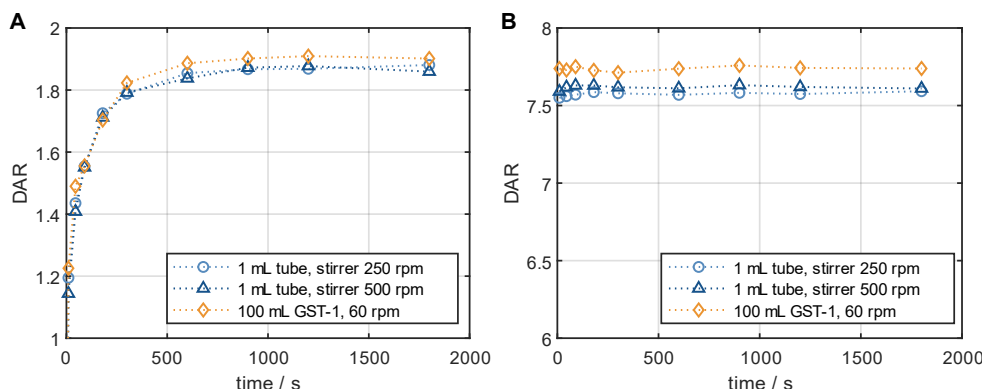 A
DAR
2
1.8
1.6
1.4
1.2
1
0
500
1000
1500
2000
time / s
1 mL tube, stirrer 250 rpm
1 mL tube, stirrer 500 rpm
100 mL GST-1, 60 rpm
B
DAR
8
7.5
7
6.5
6
0
500
1000
1500
2000
time / s
1 mL tube, stirrer 250 rpm
1 mL tube, stirrer 500 rpm
100 mL GST-1, 60 rpm